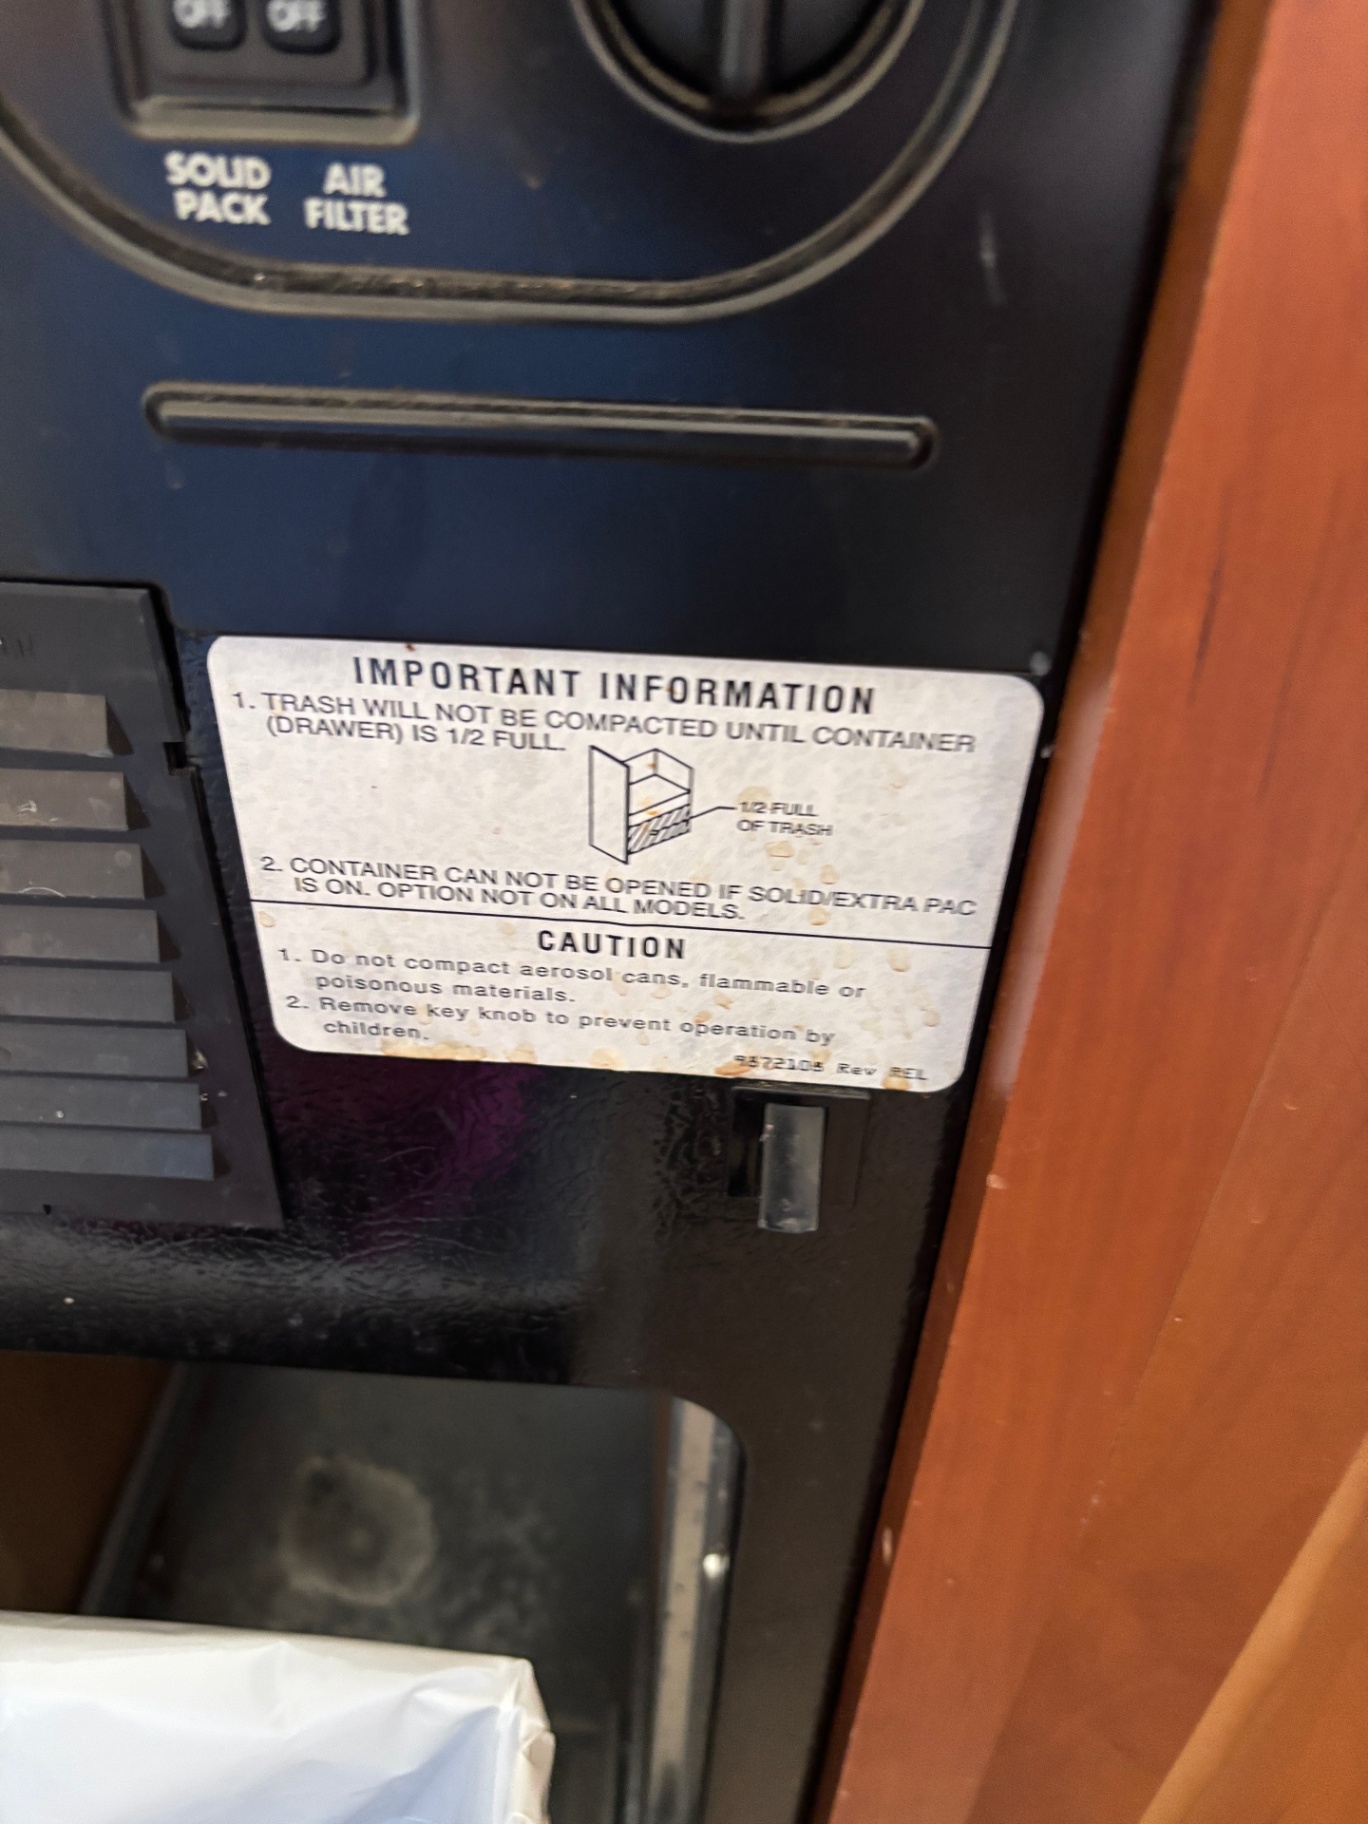 OFF OFF
SOLID AIR
PACK FILTER
IMPORTANT INFORMATION
1. TRASH WILL NOT BE COMPACTED UNTIL CONTAINER
(DRAWER) IS 1/2 FULL.
1/2 FULL
OF TRASH
2. CONTAINER CAN NOT BE OPENED IF SOLID/EXTRA PAC
IS ON. OPTION NOT ON ALL MODELS.
CAUTION
1. Do not compact aerosol cans, flammable or
poisonous materials.
2. Remove key knob to prevent operation by
children.
Rev REL